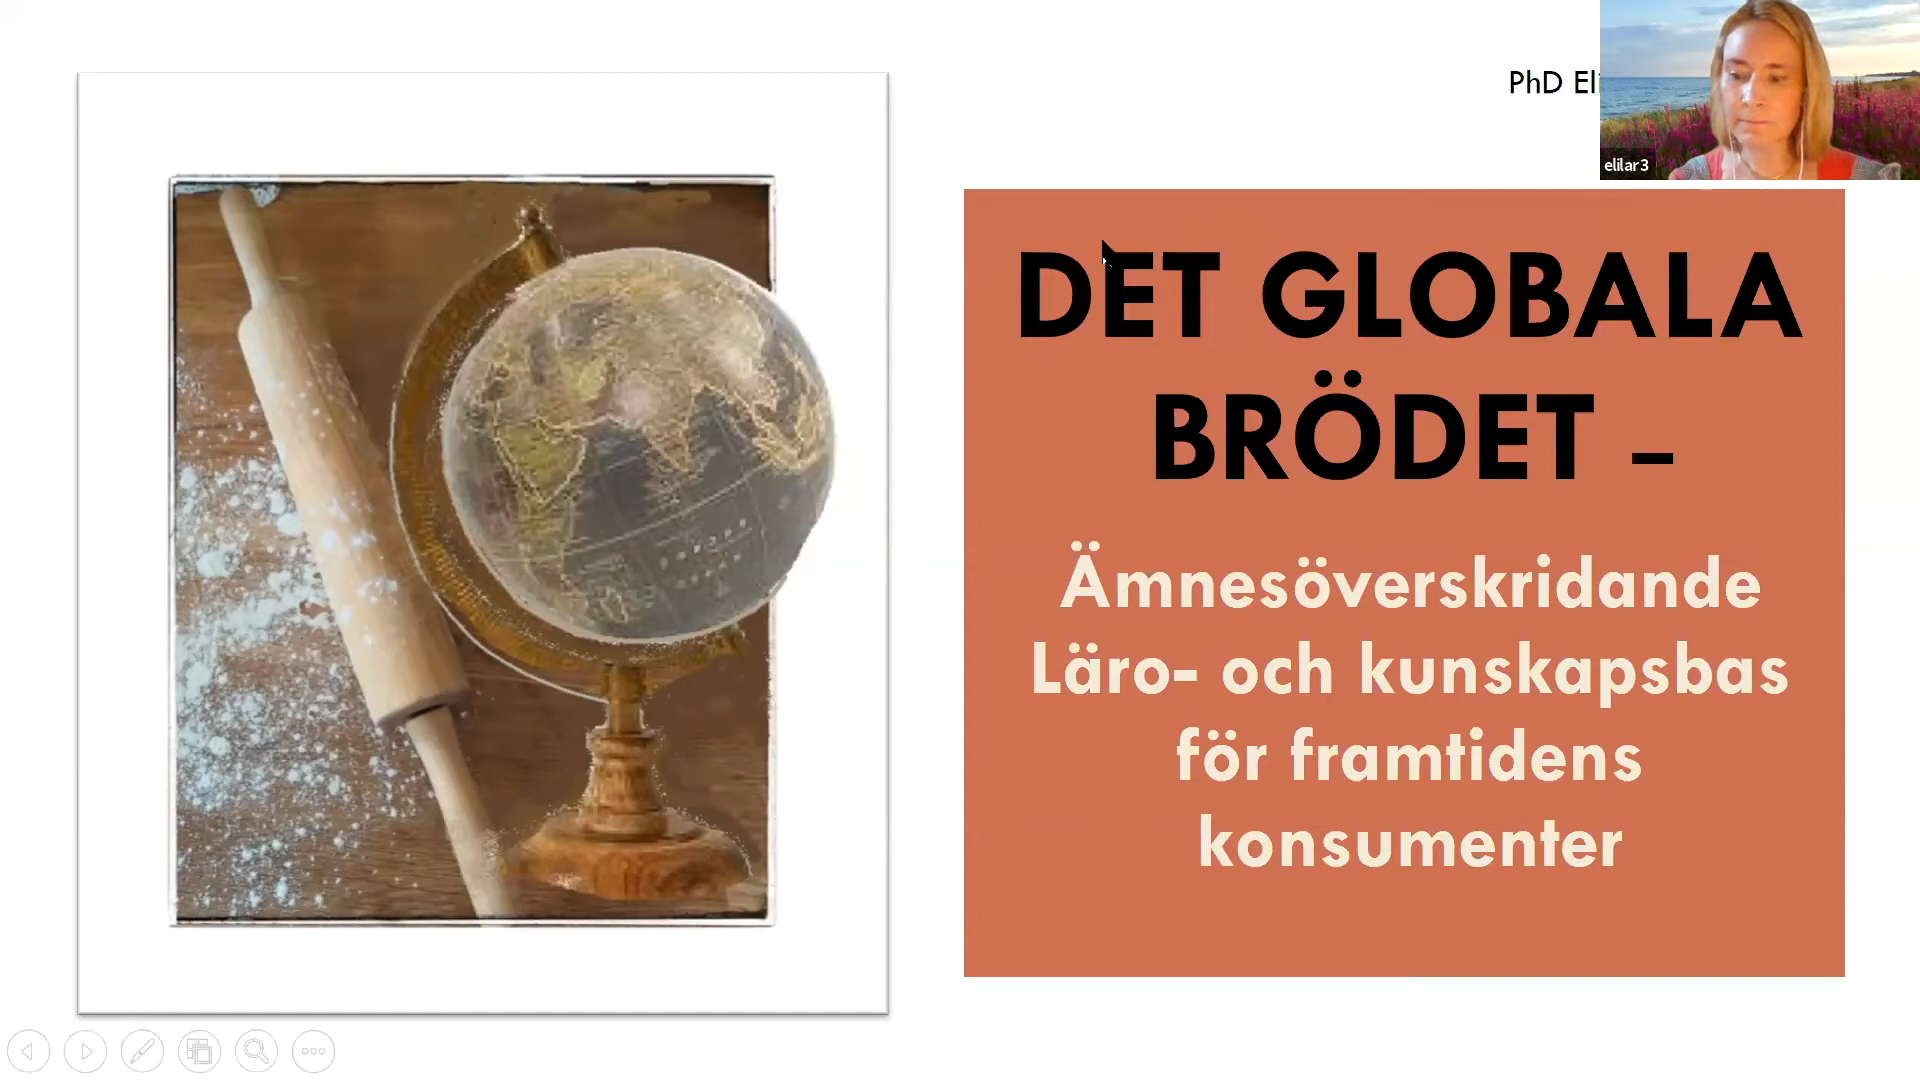 PhD Eli
elilar3
DET GLOBALA
BRÖDET –
Ämnesöverskridande
Läro- och kunskapsbas
för framtidens
konsumenter